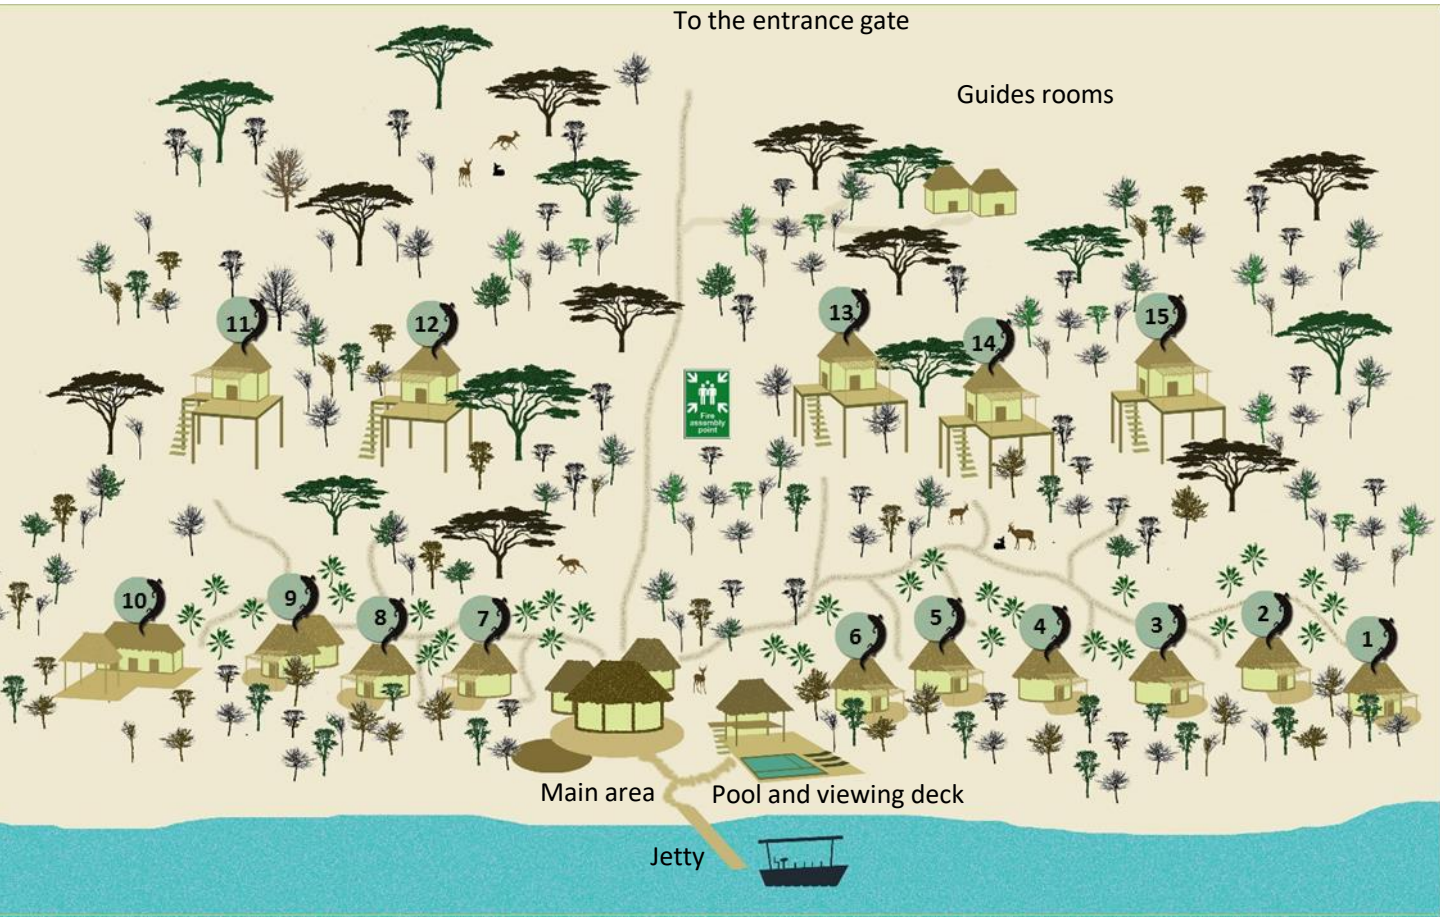 To the entrance gate
Guides rooms
11
12
13
14
15
Fire
assembly
point
10
9
8
7
6
5
4
3
2
1
Main area
Pool and viewing deck
Jetty